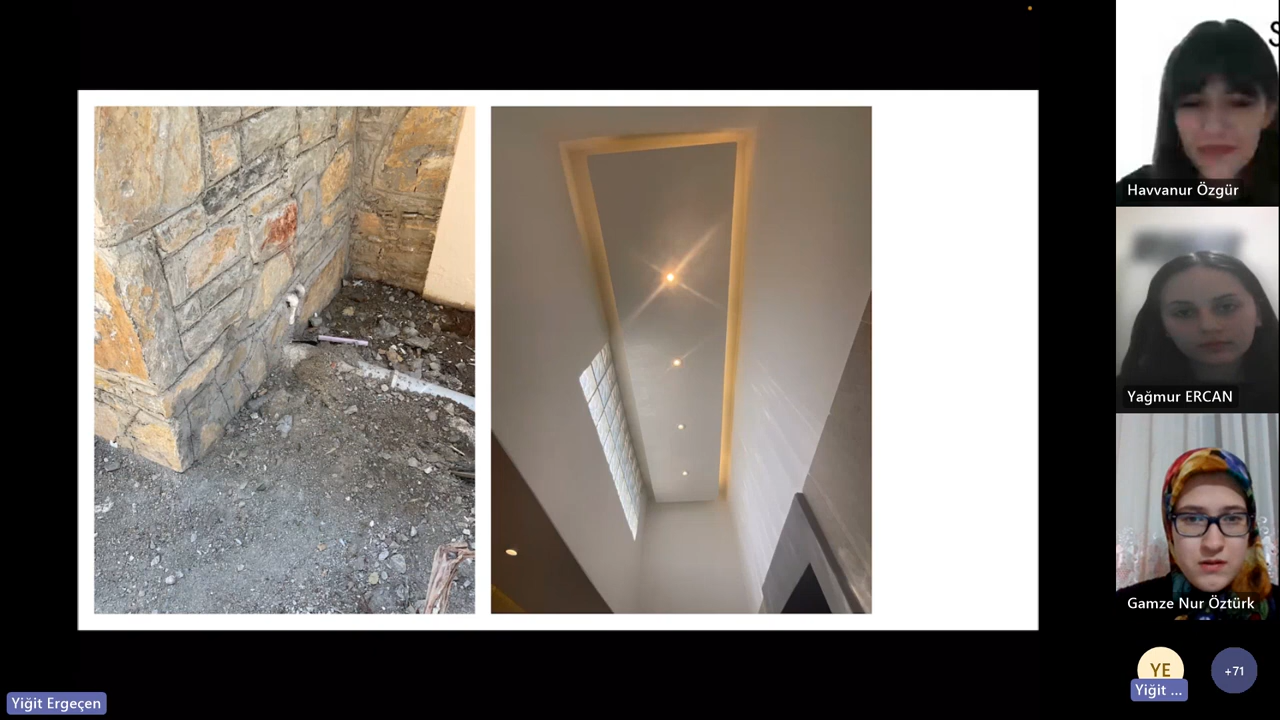 S
Havvanur Özgür
Yağmur ERCAN
Gamze Nur Öztürk
YE
+71
Yiğit ...
Yiğit Ergeçen